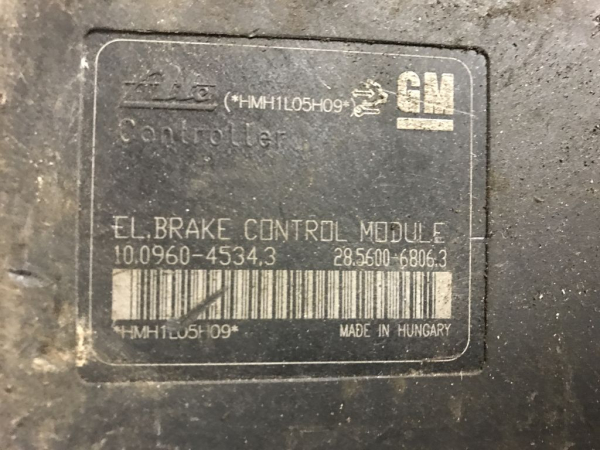 ate (*HMH1L05H09*) GM
Controller
EL.BRAKE CONTROL MODULE
10.0960-4534.3 28.5600-6806.3
*HMH1L05H09*
MADE IN HUNGARY